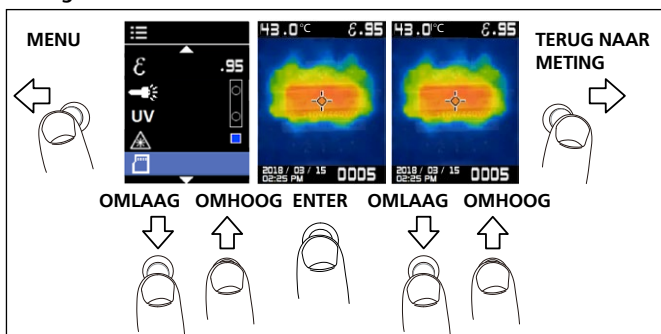 MENU
ε .95
UV
43.0°C ε.95
2018 / 03 / 15
02:25 PM 0005
43.0°C ε.95
2018 / 03 / 15
02:25 PM 0005
TERUG NAAR
METING
OMLAAG OMHOOG ENTER OMLAAG OMHOOG